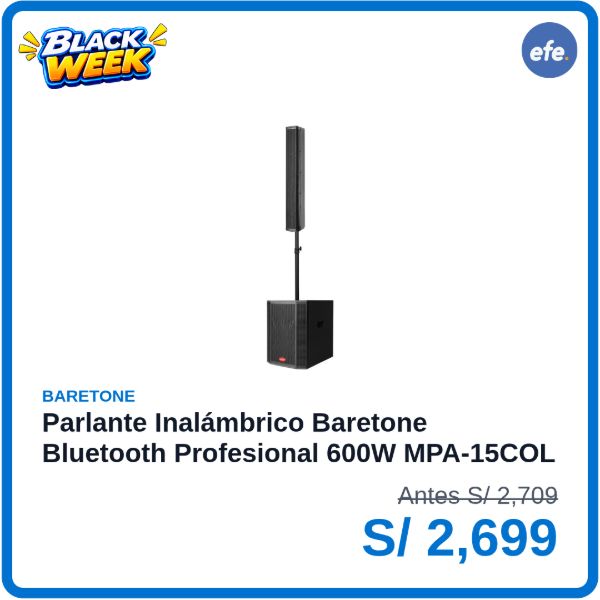 BLACK
WEEK
efe.
BARETONE
Parlante Inalámbrico Baretone
Bluetooth Profesional 600W MPA-15COL
Antes S/ 2,709
S/ 2,699